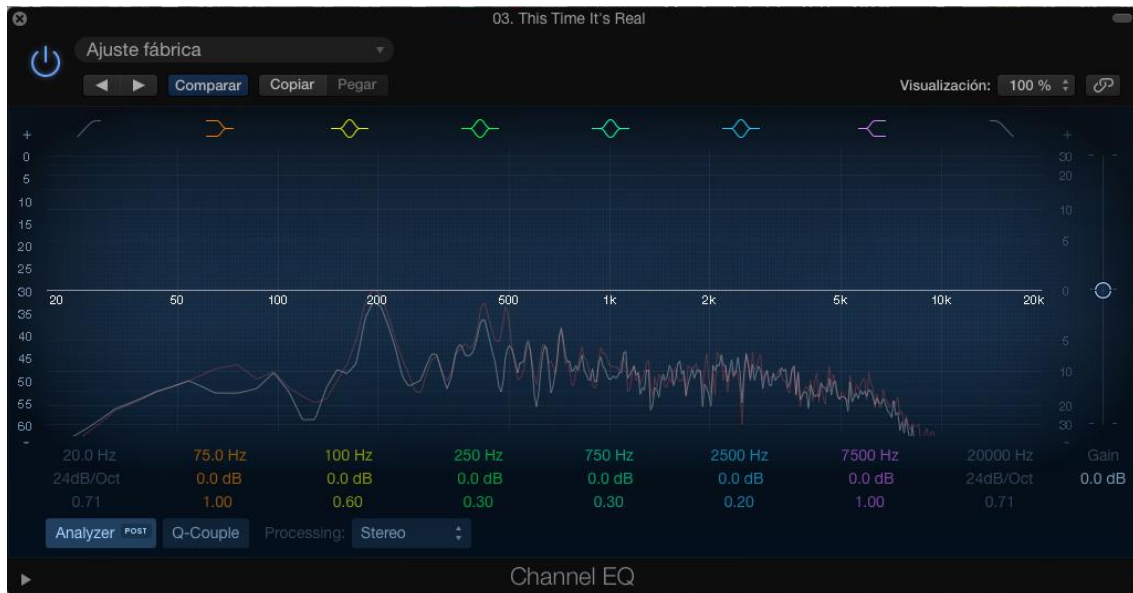 03. This Time It's Real
Ajuste fábrica
Comparar Copiar Pegar Visualización: 100 %
+ +
0 30
5 20
10 10
15
20 5
25
30 20 50 100 200 500 1k 2k 5k 10k 20k 0
35
40 5
45
50 10
55 20
60 30
- -
20.0 Hz 75.0 Hz 100 Hz 250 Hz 750 Hz 2500 Hz 7500 Hz 20000 Hz Gain
24dB/Oct 0.0 dB 0.0 dB 0.0 dB 0.0 dB 0.0 dB 0.0 dB 24dB/Oct 0.0 dB
0.71 1.00 0.60 0.30 0.30 0.20 1.00 0.71
Analyzer POST Q-Couple Processing: Stereo
Channel EQ